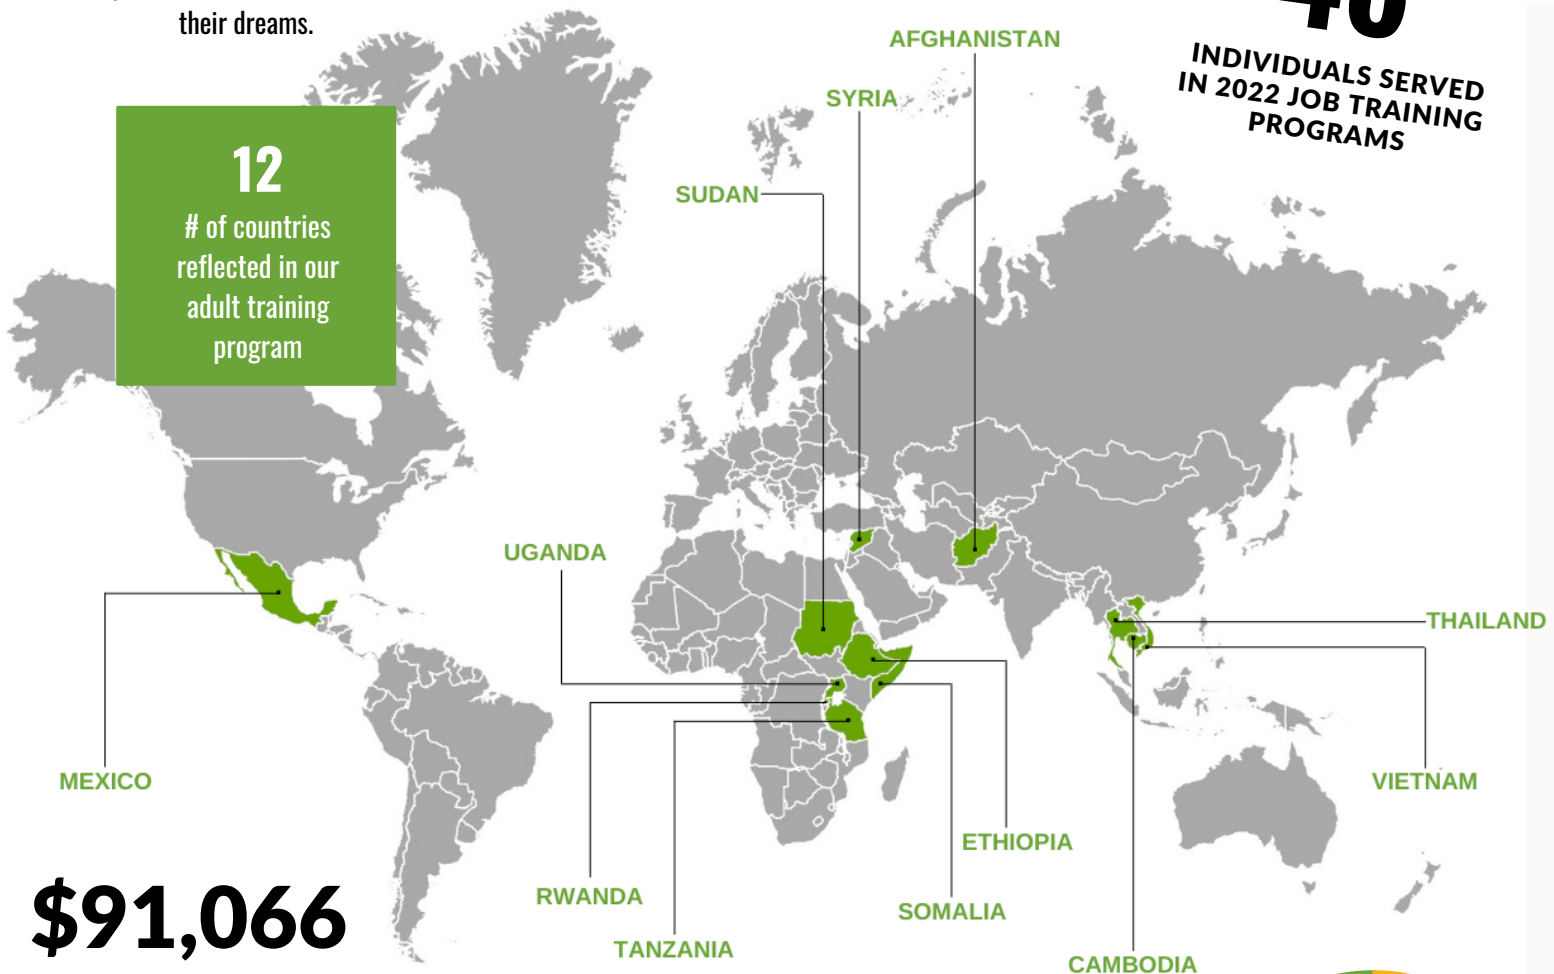 their dreams.
40
INDIVIDUALS SERVED
IN 2022 JOB TRAINING
PROGRAMS
AFGHANISTAN
SYRIA
12
# of countries
reflected in our
adult training
program
SUDAN
UGANDA
THAILAND
MEXICO
VIETNAM
ETHIOPIA
RWANDA
SOMALIA
$91,066
TANZANIA
CAMBODIA